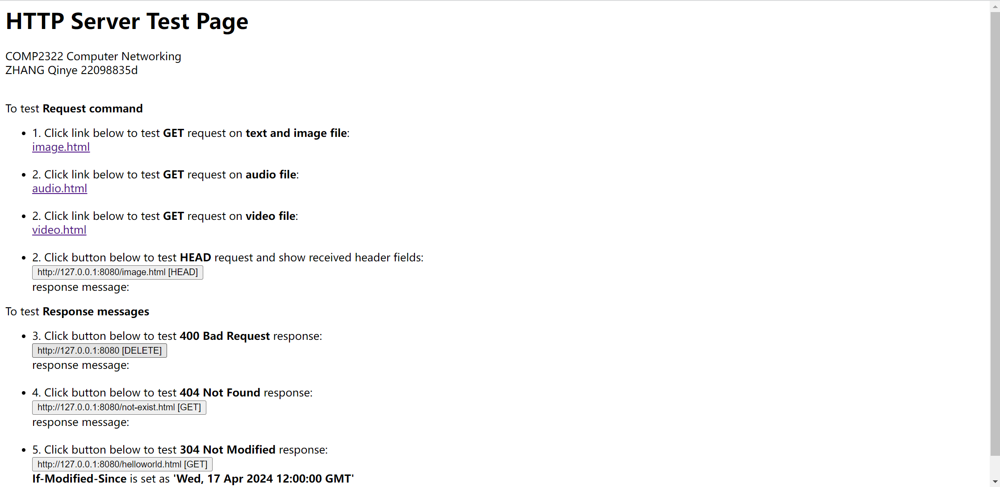 HTTP Server Test Page
COMP2322 Computer Networking
ZHANG Qinye 22098835d
To test Request command
1. Click link below to test GET request on text and image file:
image.html
2. Click link below to test GET request on audio file:
audio.html
2. Click link below to test GET request on video file:
video.html
2. Click button below to test HEAD request and show received header fields:
http://127.0.0.1:8080/image.html [HEAD]
response message:
To test Response messages
3. Click button below to test 400 Bad Request response:
http://127.0.0.1:8080 [DELETE]
response message:
4. Click button below to test 404 Not Found response:
http://127.0.0.1:8080/not-exist.html [GET]
response message:
5. Click button below to test 304 Not Modified response:
http://127.0.0.1:8080/helloworld.html [GET]
If-Modified-Since is set as 'Wed, 17 Apr 2024 12:00:00 GMT'